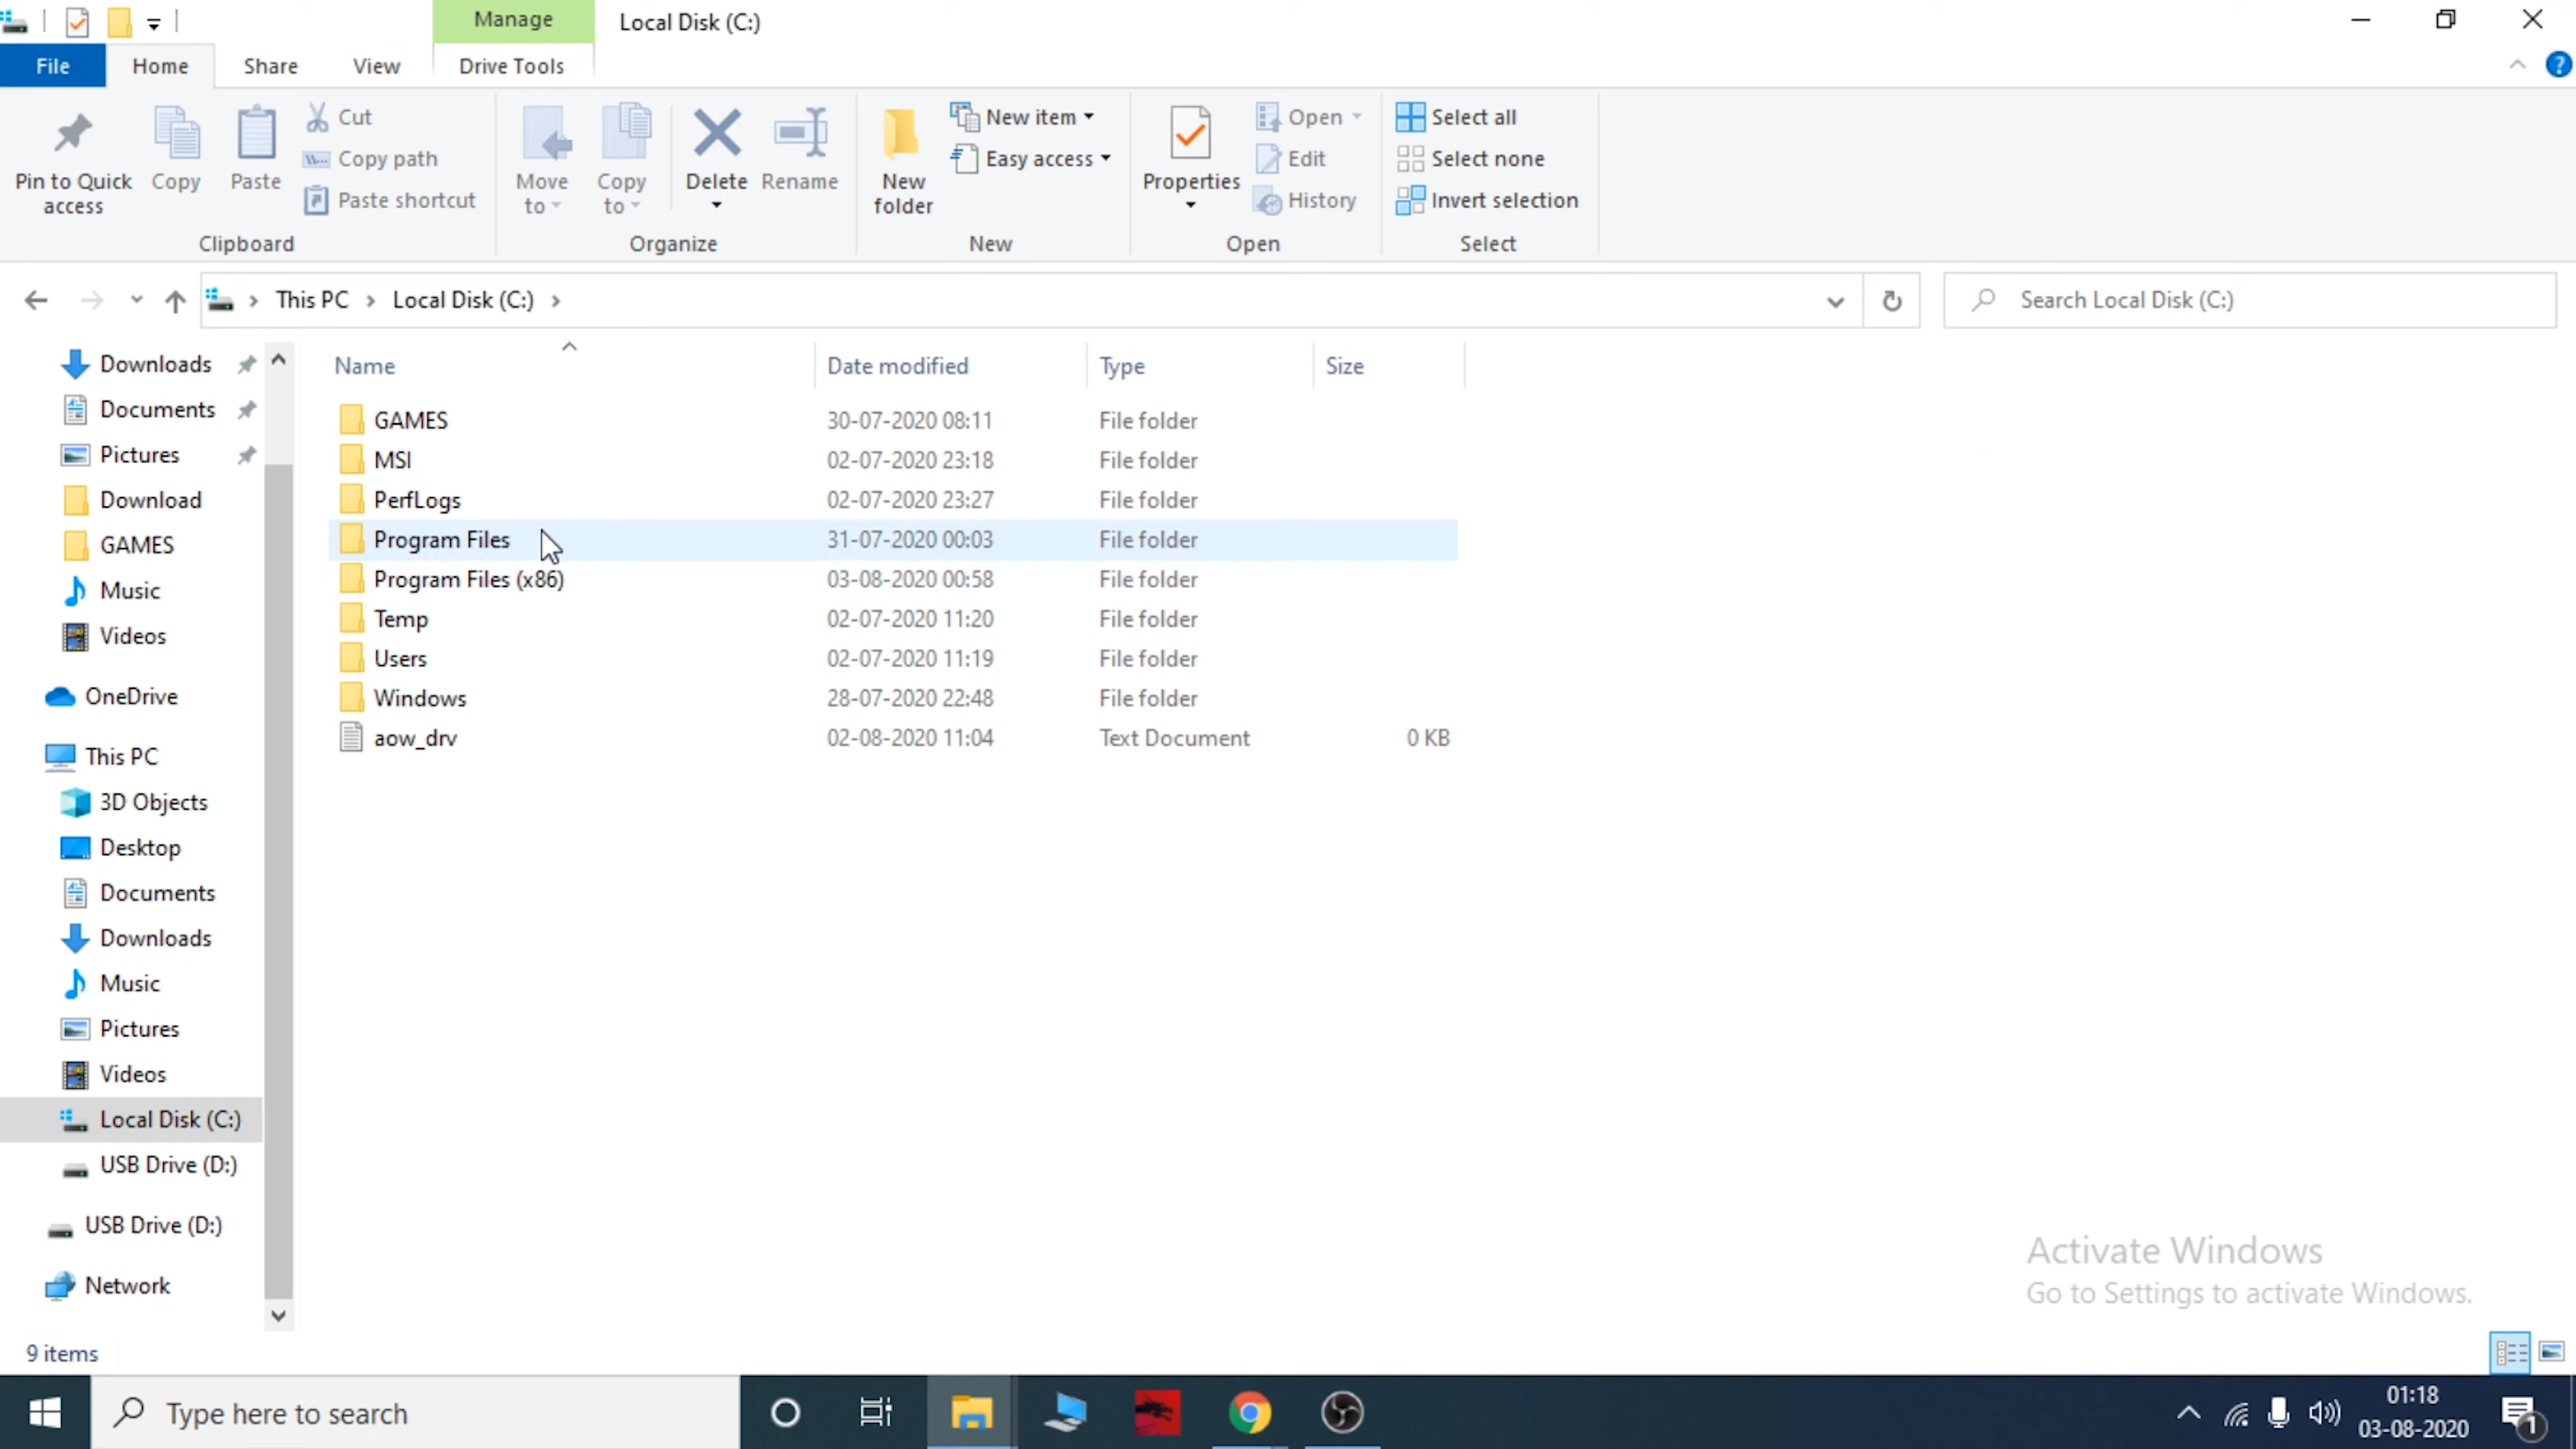 Manage
Local Disk (C:)
File
Home
Share
View
Drive Tools
Pin to Quick access
Copy
Paste
Cut
Copy path
Paste shortcut
Clipboard
Move to
Copy to
Delete
Rename
Organize
New folder
New item
Easy access
New
Properties
Open
Edit
History
Open
Select all
Select none
Invert selection
Select
This PC
Local Disk (C:)
Search Local Disk (C:)
Name Date modified Type Size
GAMES 30-07-2020 08:11 File folder
MSI 02-07-2020 23:18 File folder
PerfLogs 02-07-2020 23:27 File folder
Program Files 31-07-2020 00:03 File folder
Program Files (x86) 03-08-2020 00:58 File folder
Temp 02-07-2020 11:20 File folder
Users 02-07-2020 11:19 File folder
Windows 28-07-2020 22:48 File folder
aow_drv 02-08-2020 11:04 Text Document 0 KB
Downloads
Documents
Pictures
Download
GAMES
Music
Videos
OneDrive
This PC
3D Objects
Desktop
Documents
Downloads
Music
Pictures
Videos
Local Disk (C:)
USB Drive (D:)
USB Drive (D:)
Network
Activate Windows
Go to Settings to activate Windows.
9 items
Type here to search
01:18
03-08-2020
1